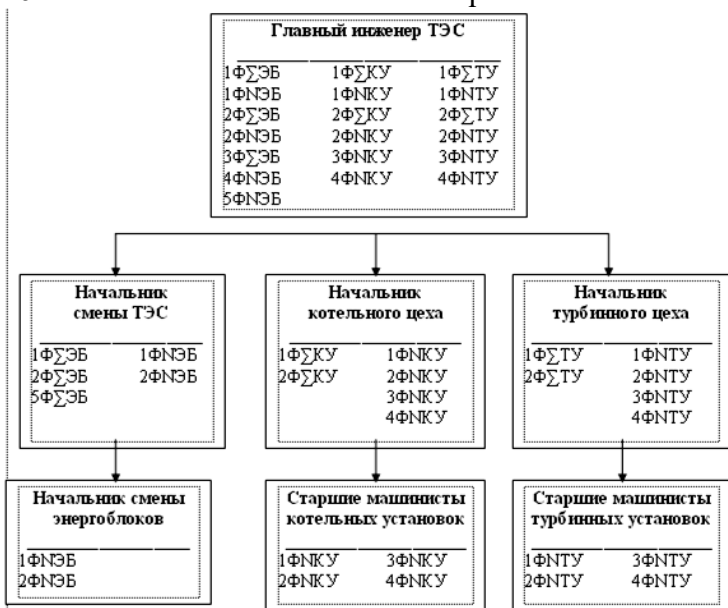 Главный инженер ТЭС
1Ф∑ЭБ 1Ф∑КУ 1Ф∑ТУ
1ФNЭБ 1ФNКУ 1ФNТУ
2Ф∑ЭБ 2Ф∑КУ 2Ф∑ТУ
2ФNЭБ 2ФNКУ 2ФNТУ
3Ф∑ЭБ 3ФNКУ 3ФNТУ
4ФNЭБ 4ФNКУ 4ФNТУ
5ФNЭБ
Начальник
смены ТЭС
1Ф∑ЭБ 1ФNЭБ
2Ф∑ЭБ 2ФNЭБ
5Ф∑ЭБ
Начальник
котельного цеха
1Ф∑КУ 1ФNКУ
2Ф∑КУ 2ФNКУ
3ФNКУ
4ФNКУ
Начальник
турбинного цеха
1Ф∑ТУ 1ФNТУ
2Ф∑ТУ 2ФNТУ
3ФNТУ
4ФNТУ
Начальник смены
энергоблоков
1ФNЭБ
2ФNЭБ
Старшие машинисты
котельных установок
1ФNКУ 3ФNКУ
2ФNКУ 4ФNКУ
Старшие машинисты
турбинных установок
1ФNТУ 3ФNТУ
2ФNТУ 4ФNТУ